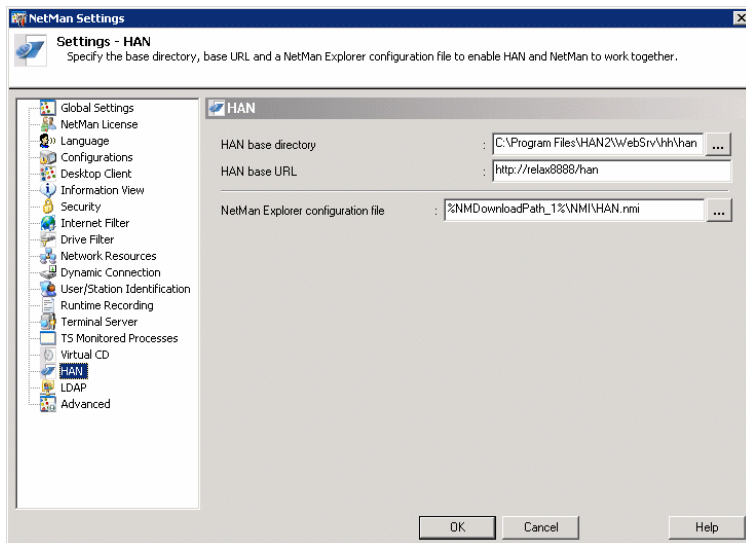 NetMan Settings
Settings - HAN
Specify the base directory, base URL and a NetMan Explorer configuration file to enable HAN and NetMan to work together.
Global Settings
NetMan License
Language
Configurations
Desktop Client
Information View
Security
Internet Filter
Drive Filter
Network Resources
Dynamic Connection
User/Station Identification
Runtime Recording
Terminal Server
TS Monitored Processes
Virtual CD
HAN
LDAP
Advanced
HAN
HAN base directory : C:\Program Files\HAN2\WebSrv\hh\han ...
HAN base URL : http://relax8888/han
NetMan Explorer configuration file : %NMDownloadPath_1%\NMI\HAN.nmi ...
OK Cancel Help